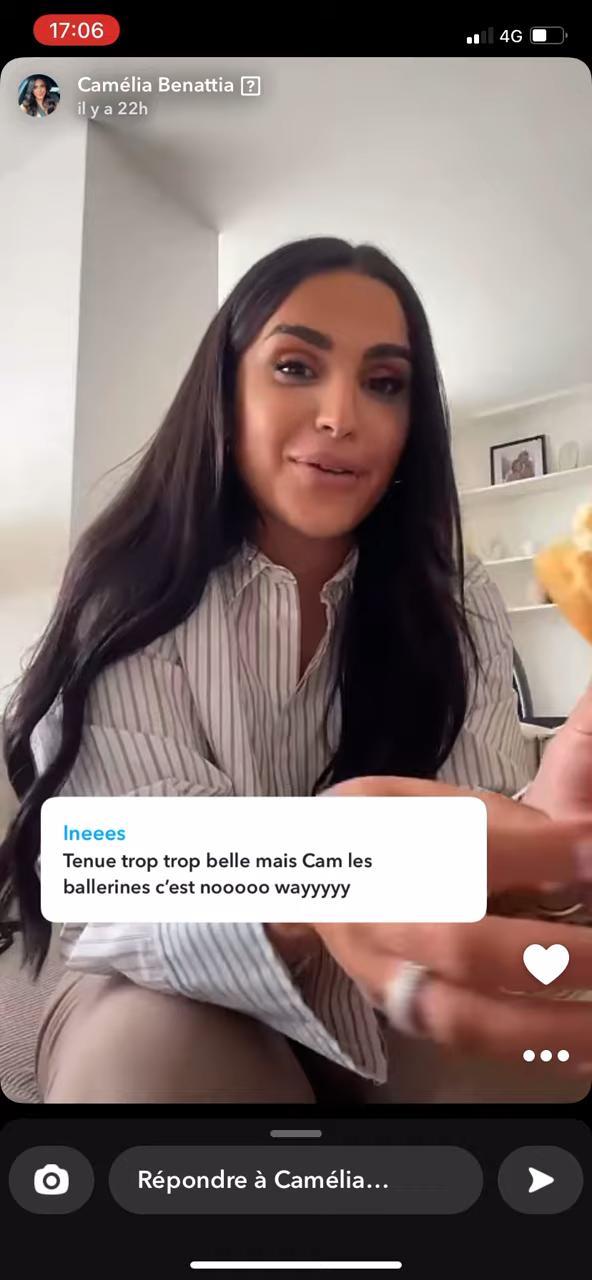 17:06
4G
Camélia Benattia
il y a 22h
Ineees
Tenue trop trop belle mais Cam les
ballerines c’est nooooo wayyyyy
Répondre à Camélia...